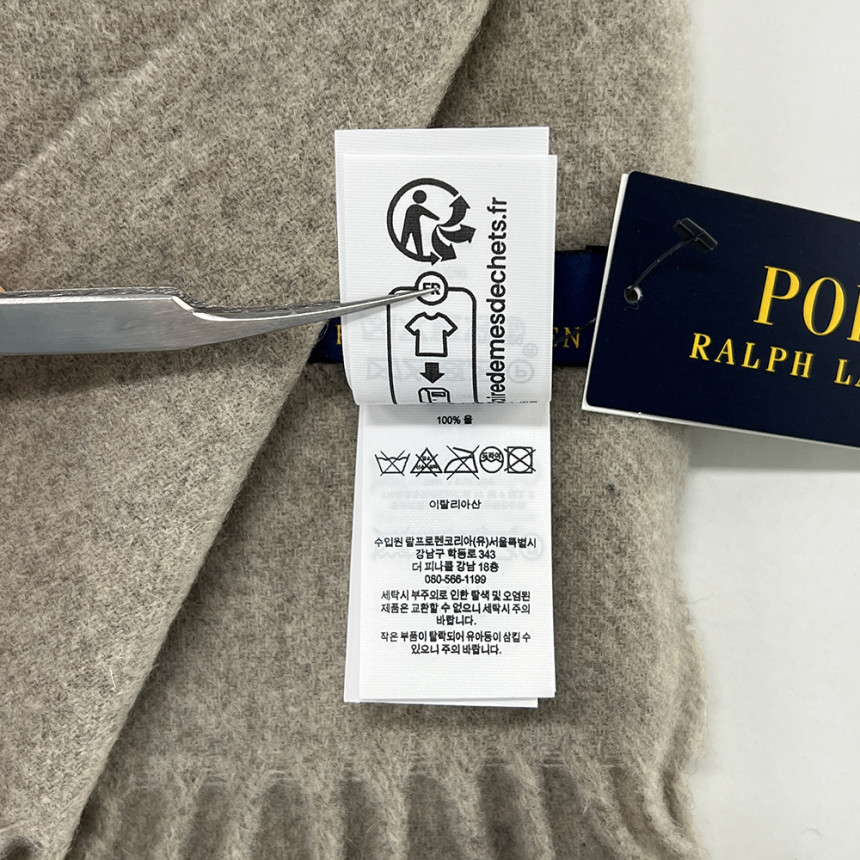 FR
airedemesdechets.fr
100% 울
이탈리아산
수입원 랄프로렌코리아(유)서울특별시
강남구 학동로 343
더 피나클 강남 16층
080-566-1199
세탁시 부주의로 인한 탈색 및 오염된
제품은 교환할 수 없으니 세탁시 주의
바랍니다.
작은 부품이 탈락되어 유아등이 삼킬 수
있으니 주의 바랍니다.
POL
RALPH LA